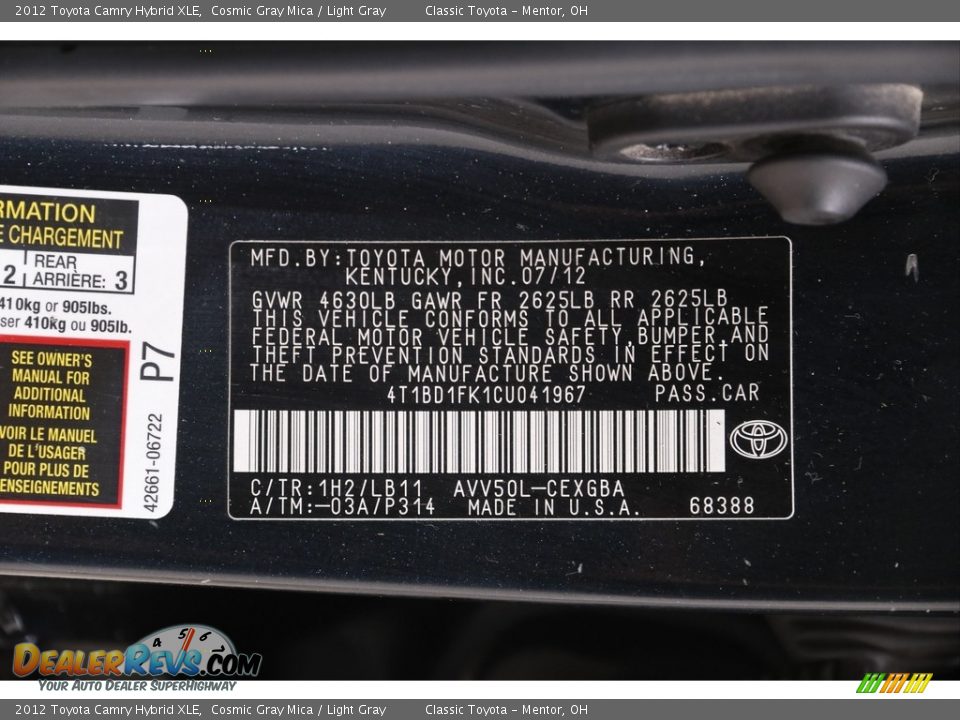 2012 Toyota Camry Hybrid XLE, Cosmic Gray Mica / Light Gray Classic Toyota - Mentor, OH
RMATION
E CHARGEMENT
2 REAR
ARRIÈRE: 3
410kg or 905lbs.
ser 410kg ou 905lb.
SEE OWNER'S
MANUAL FOR
ADDITIONAL
INFORMATION
VOIR LE MANUEL
DE L'USAGER
POUR PLUS DE
ENSEIGNEMENTS
P7
42661-06722
MFD.BY:TOYOTA MOTOR MANUFACTURING,
KENTUCKY,INC.07/12
GVWR 4630LB GAWR FR 2625LB RR 2625LB
THIS VEHICLE CONFORMS TO ALL APPLICABLE
FEDERAL MOTOR VEHICLE SAFETY,BUMPER,AND
THEFT PREVENTION STANDARDS IN EFFECT ON
THE DATE OF MANUFACTURE SHOWN ABOVE.
4T1BD1FK1CU041967 PASS.CAR
C/TR:1H2/LB11 AVV50L-CEXGBA
A/TM:-03A/P314 MADE IN U.S.A. 68388
4 5 6
DEALERREVS.COM
YOUR AUTO DEALER SUPERHIGHWAY
2012 Toyota Camry Hybrid XLE, Cosmic Gray Mica / Light Gray Classic Toyota - Mentor, OH